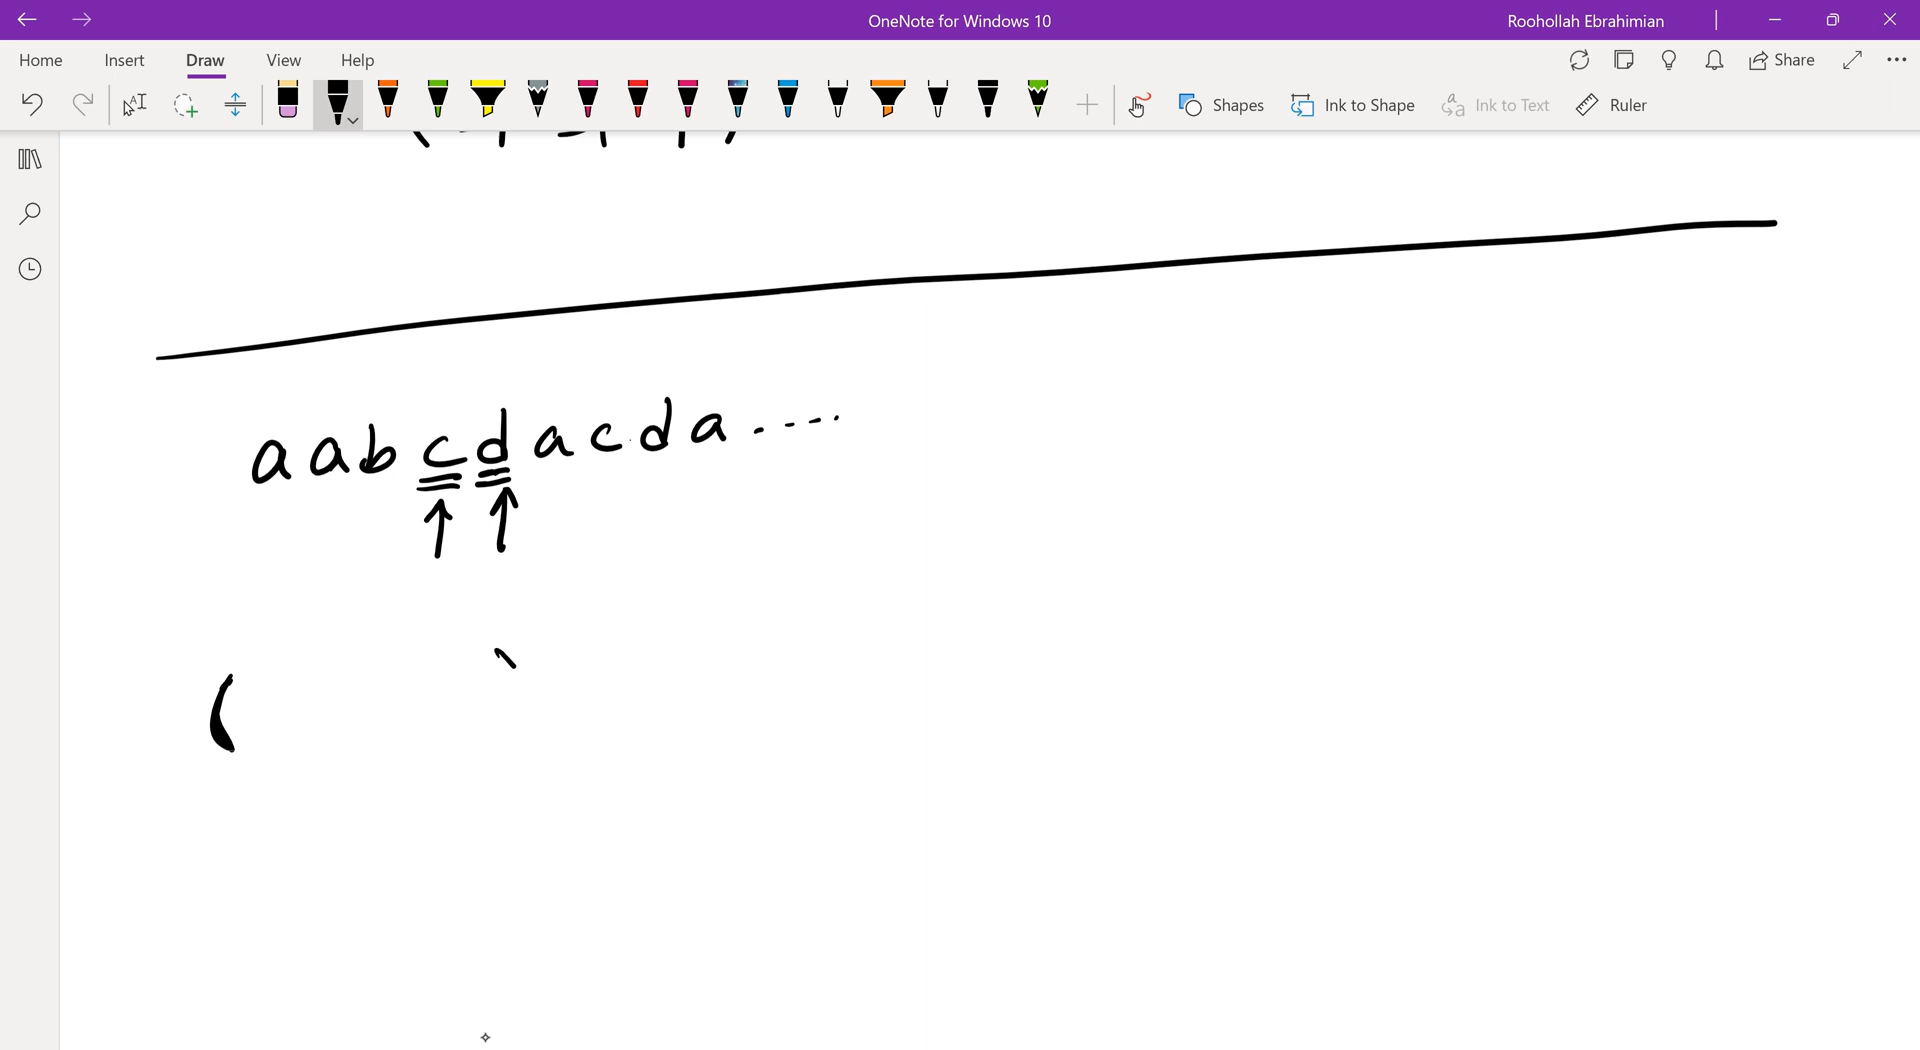 OneNote for Windows 10
Roohollah Ebrahimian
Home Insert Draw View Help
Share
Shapes Ink to Shape Ink to Text Ruler
aabcdacda....
(